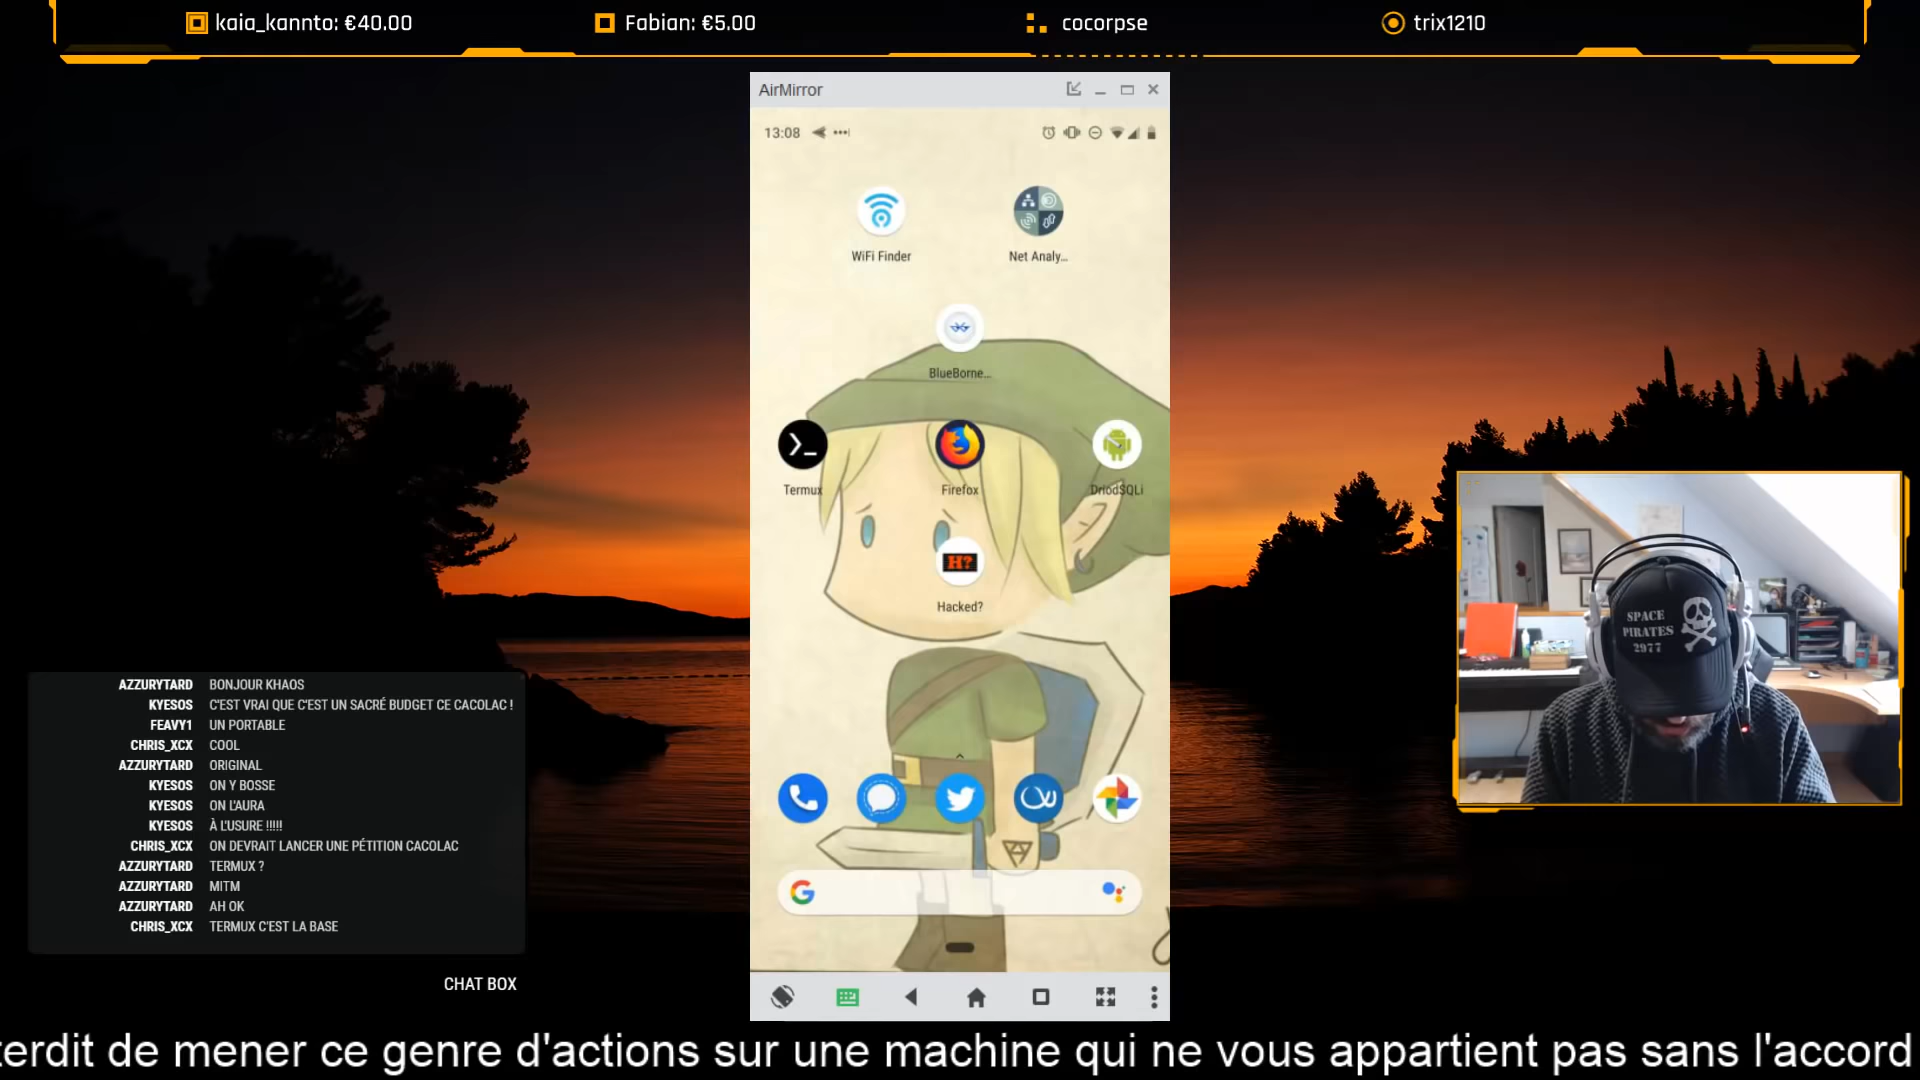 kaia_kannto: €40.00
Fabian: €5.00
cocorpse
trix1210
AirMirror
13:08
WiFi Finder
Net Analy...
BlueBorne...
Termux
Firefox
DriodSQLi
H?
Hacked?
SPACE
PIRATES
2977
AZZURYTARD BONJOUR KHAOS
KYESOS C'EST VRAI QUE C'EST UN SACRÉ BUDGET CE CACOLAC !
FEAVY1 UN PORTABLE
CHRIS_XCX COOL
AZZURYTARD ORIGINAL
KYESOS ON Y BOSSE
KYESOS ON L'AURA
KYESOS À L'USURE !!!!!
CHRIS_XCX ON DEVRAIT LANCER UNE PÉTITION CACOLAC
AZZURYTARD TERMUX ?
AZZURYTARD MITM
AZZURYTARD AH OK
CHRIS_XCX TERMUX C'EST LA BASE
CHAT BOX
terdit de mener ce genre d'actions sur une machine qui ne vous appartient pas sans l'accord